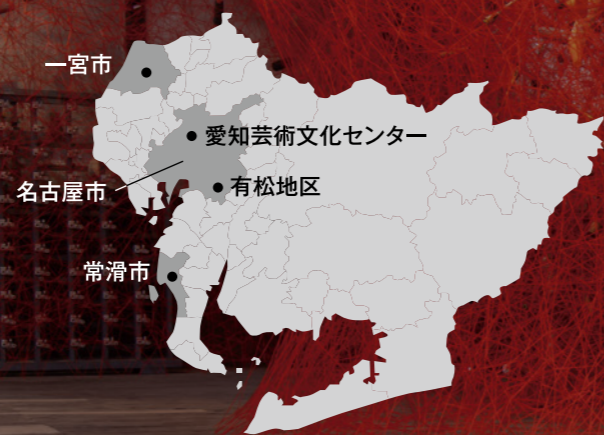 一宮市
愛知芸術文化センター
名古屋市
有松地区
常滑市